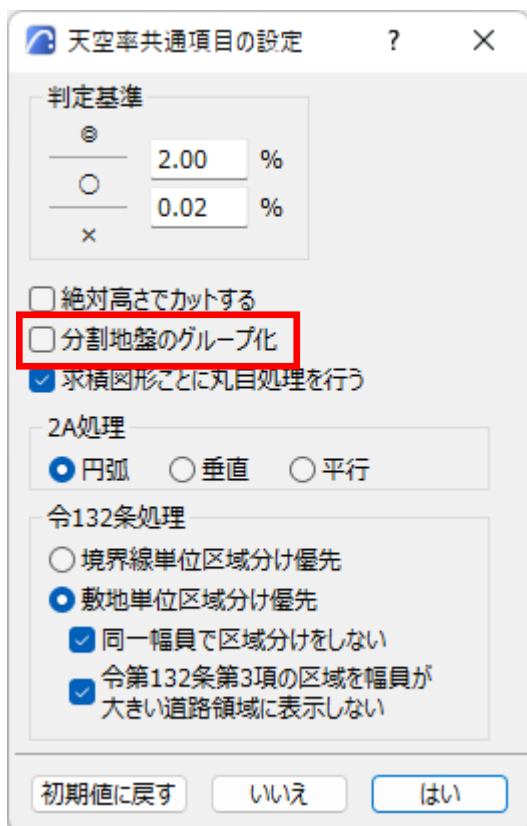 天空率共通項目の設定 ? ×
判定基準
◎
2.00 %
○
0.02 %
×
絶対高さでカットする
分割地盤のグループ化
求積図形ごとに丸目処理を行う
2A処理
円弧 垂直 平行
令132条処理
境界線単位区域分け優先
敷地単位区域分け優先
同一幅員で区域分けをしない
令第132条第3項の区域を幅員が
大きい道路領域に表示しない
初期値に戻す いいえ はい